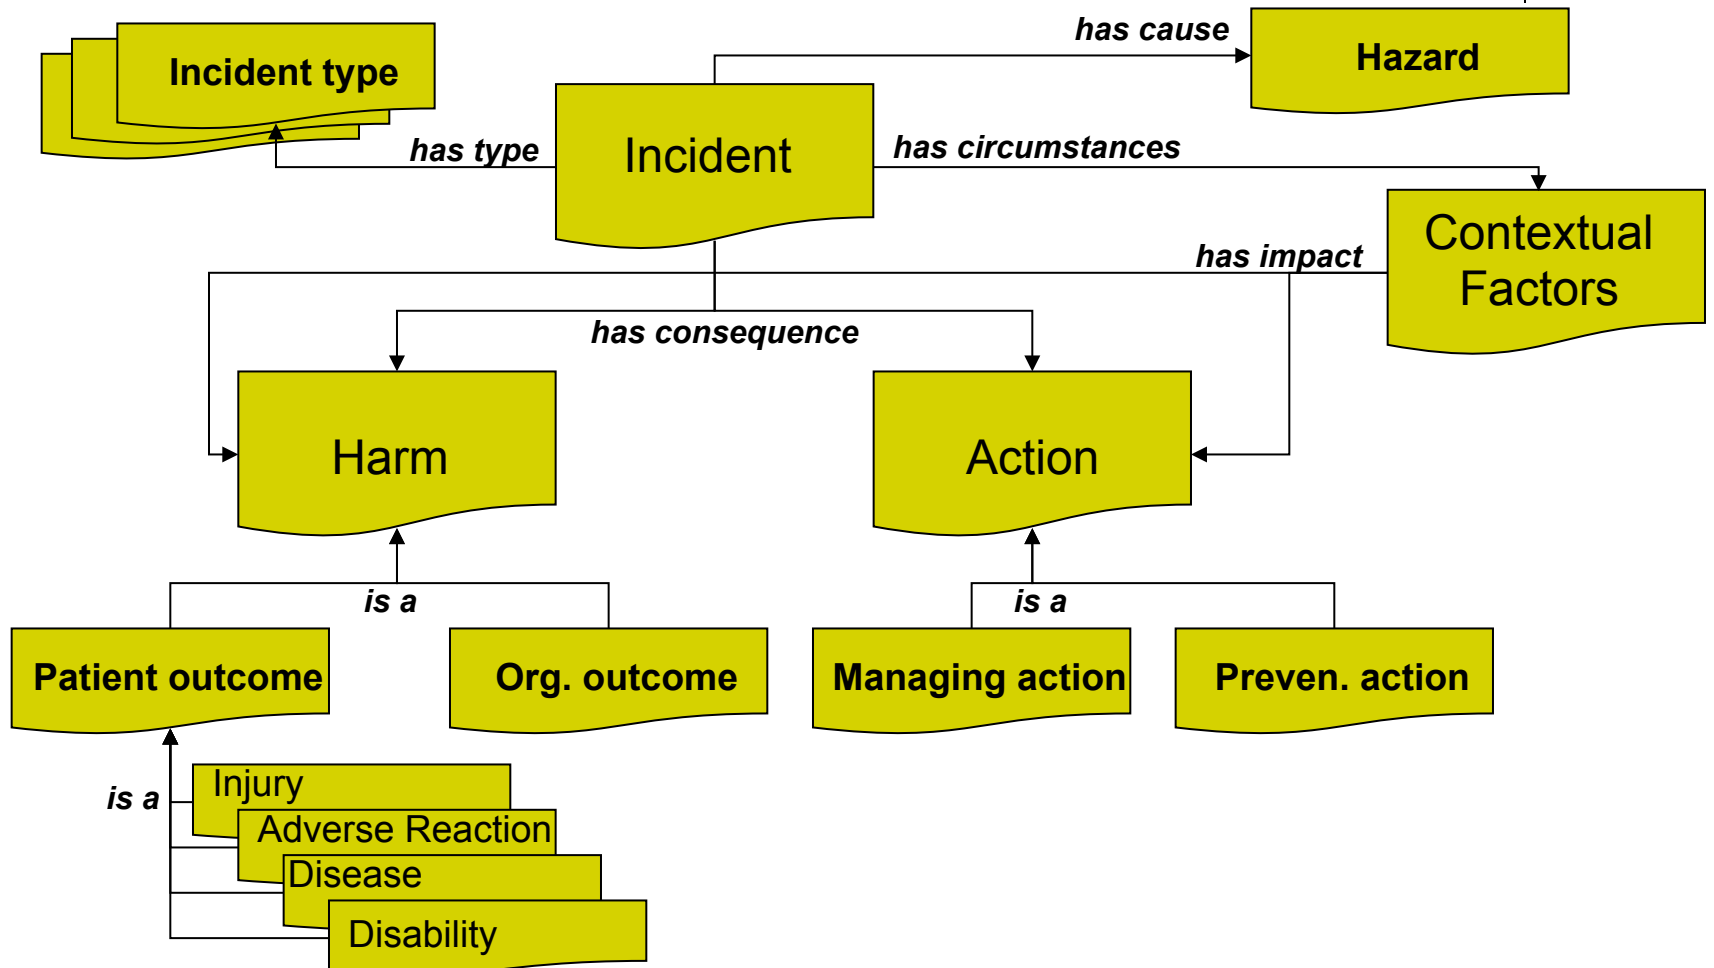 has cause
Hazard
Incident type
has type
Incident
has circumstances
Contextual
Factors
has impact
has consequence
Harm
Action
is a
is a
Patient outcome
Org. outcome
Managing action
Preven. action
is a
Injury
Adverse Reaction
Disease
Disability